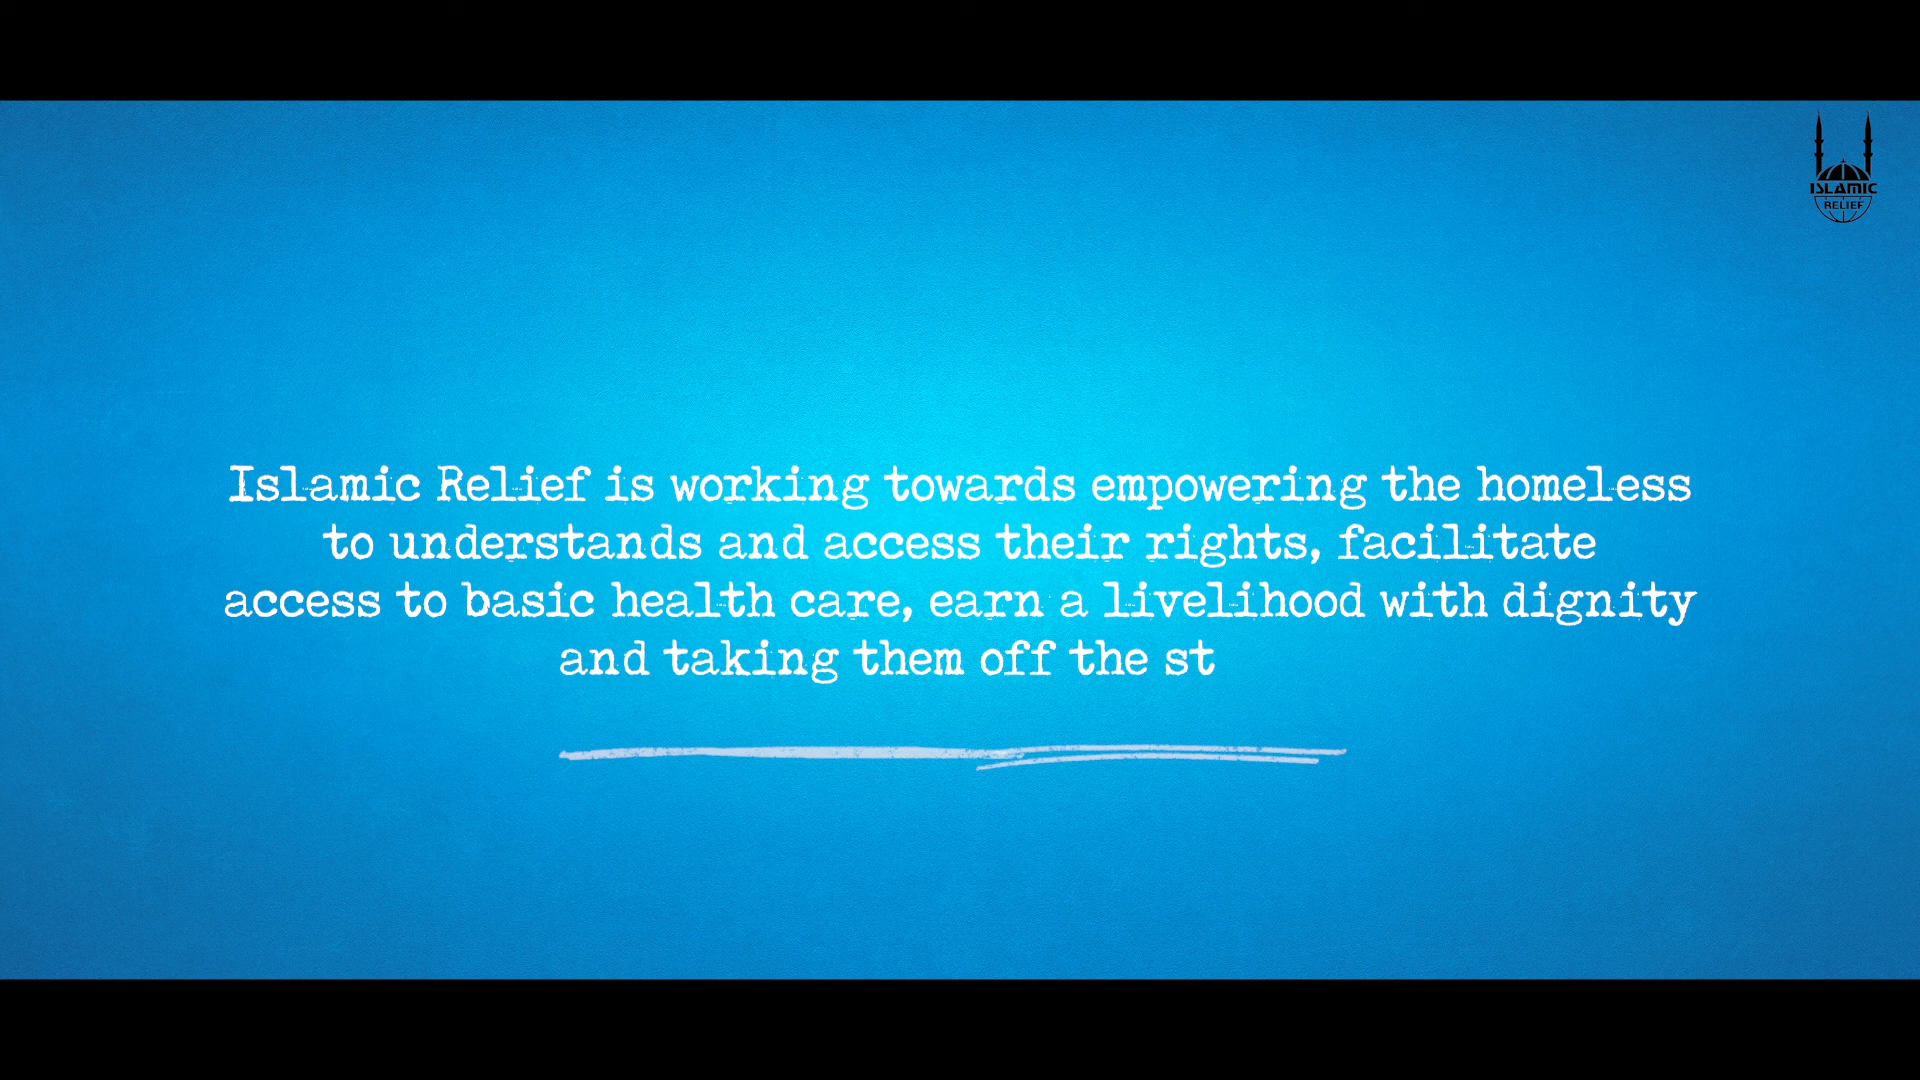 ISLAMIC
RELIEF
Islamic Relief is working towards empowering the homeless
to understands and access their rights, facilitate
access to basic health care, earn a livelihood with dignity
and taking them off the st